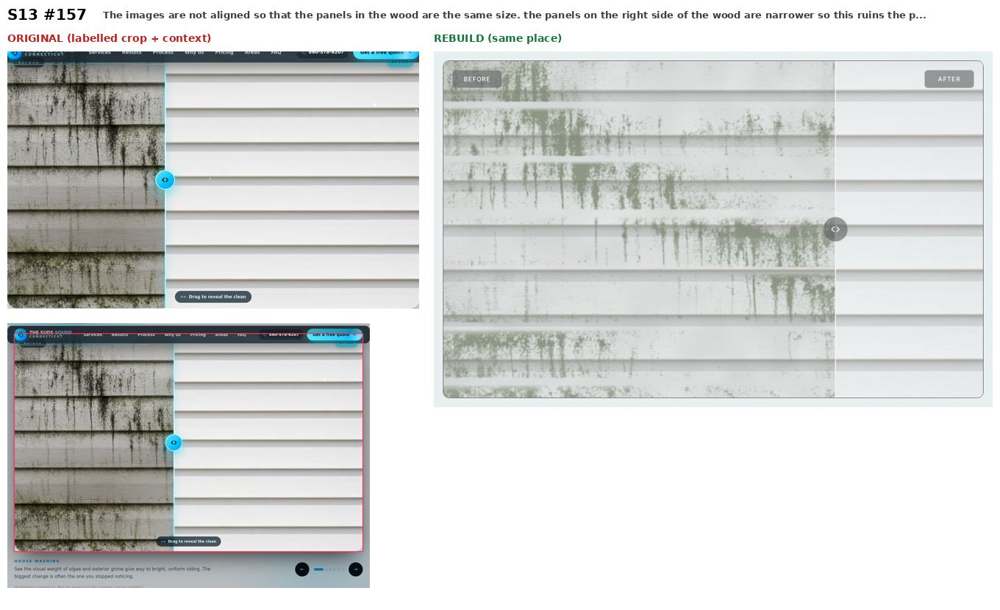 S13 #157
The images are not aligned so that the panels in the wood are the same size. the panels on the right side of the wood are narrower so this ruins the p...
ORIGINAL (labelled crop + context)
REBUILD (same place)
CONNECTICUT
Services Results Process Why Us Pricing Areas FAQ
Get a free quote
BEFORE
AFTER
<>
<>
Drag to reveal the clean
CONNECTICUT
Services Results Process Why Us Pricing Areas FAQ
Get a free quote
<>
Drag to reveal the clean
HOUSE WASHING
See the visual weight of algae and exterior grime give way to bright, uniform siding. The
biggest change is often the one you stopped noticing.